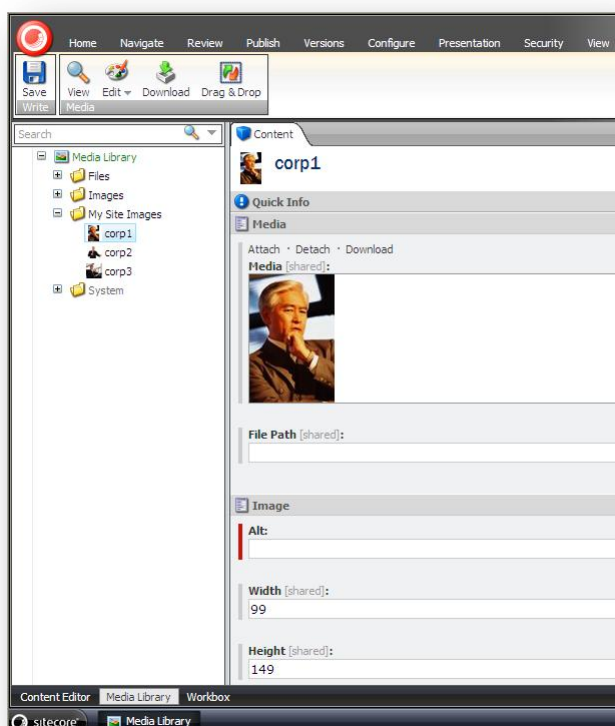 Home Navigate Review Publish Versions Configure Presentation Security View
Save View Edit Download Drag & Drop
Write Media
Search
Content
Media Library
corp1
Files
Images
Quick Info
My Site Images
Media
corp1
Attach · Detach · Download
corp2
Media [shared]:
corp3
System
File Path [shared]:
Image
Alt:
Width [shared]:
99
Height [shared]:
149
Content Editor Media Library Workbox
sitecore Media Library